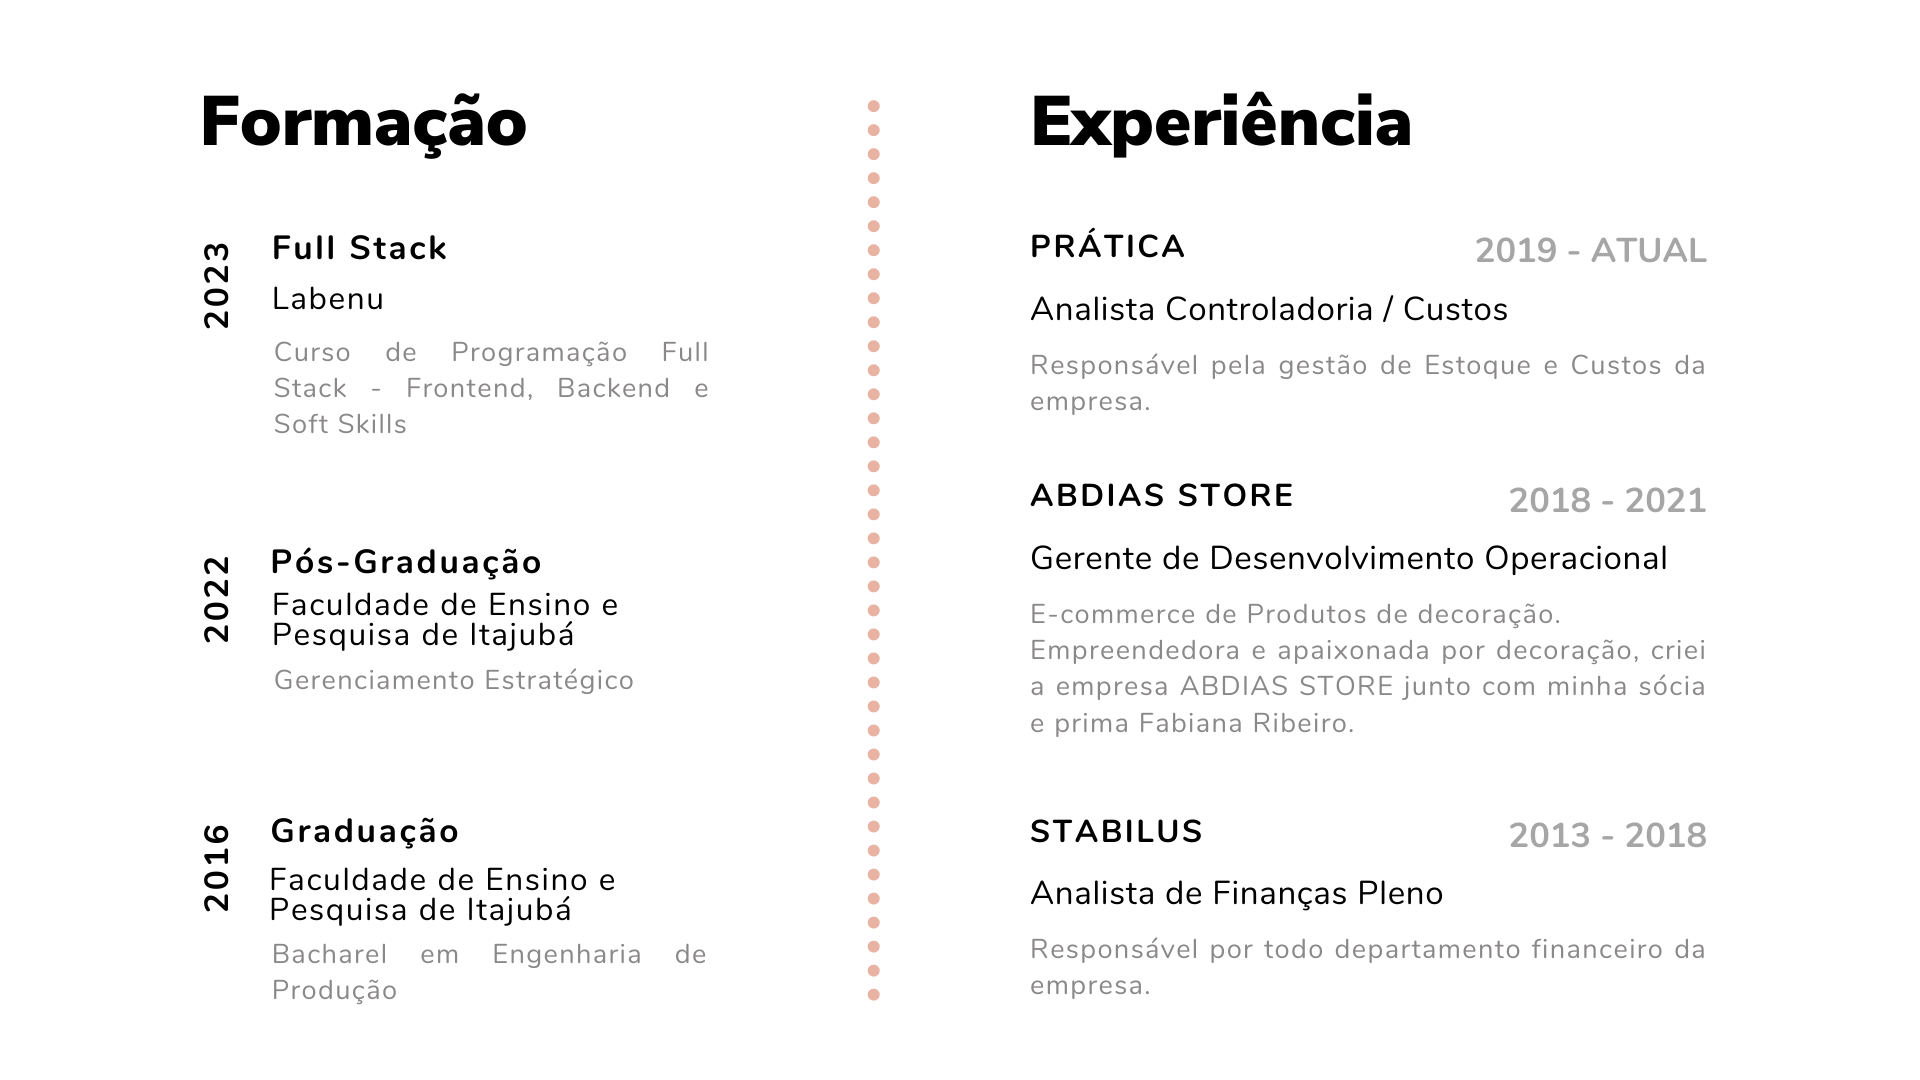 Formação
2023
Full Stack
Labenu
Curso de Programação Full
Stack - Frontend, Backend e
Soft Skills
2022
Pós-Graduação
Faculdade de Ensino e
Pesquisa de Itajubá
Gerenciamento Estratégico
2016
Graduação
Faculdade de Ensino e
Pesquisa de Itajubá
Bacharel em Engenharia de
Produção
Experiência
PRÁTICA
2019 - ATUAL
Analista Controladoria / Custos
Responsável pela gestão de Estoque e Custos da
empresa.
ABDIAS STORE
2018 - 2021
Gerente de Desenvolvimento Operacional
E-commerce de Produtos de decoração.
Empreendedora e apaixonada por decoração, criei
a empresa ABDIAS STORE junto com minha sócia
e prima Fabiana Ribeiro.
STABILUS
2013 - 2018
Analista de Finanças Pleno
Responsável por todo departamento financeiro da
empresa.